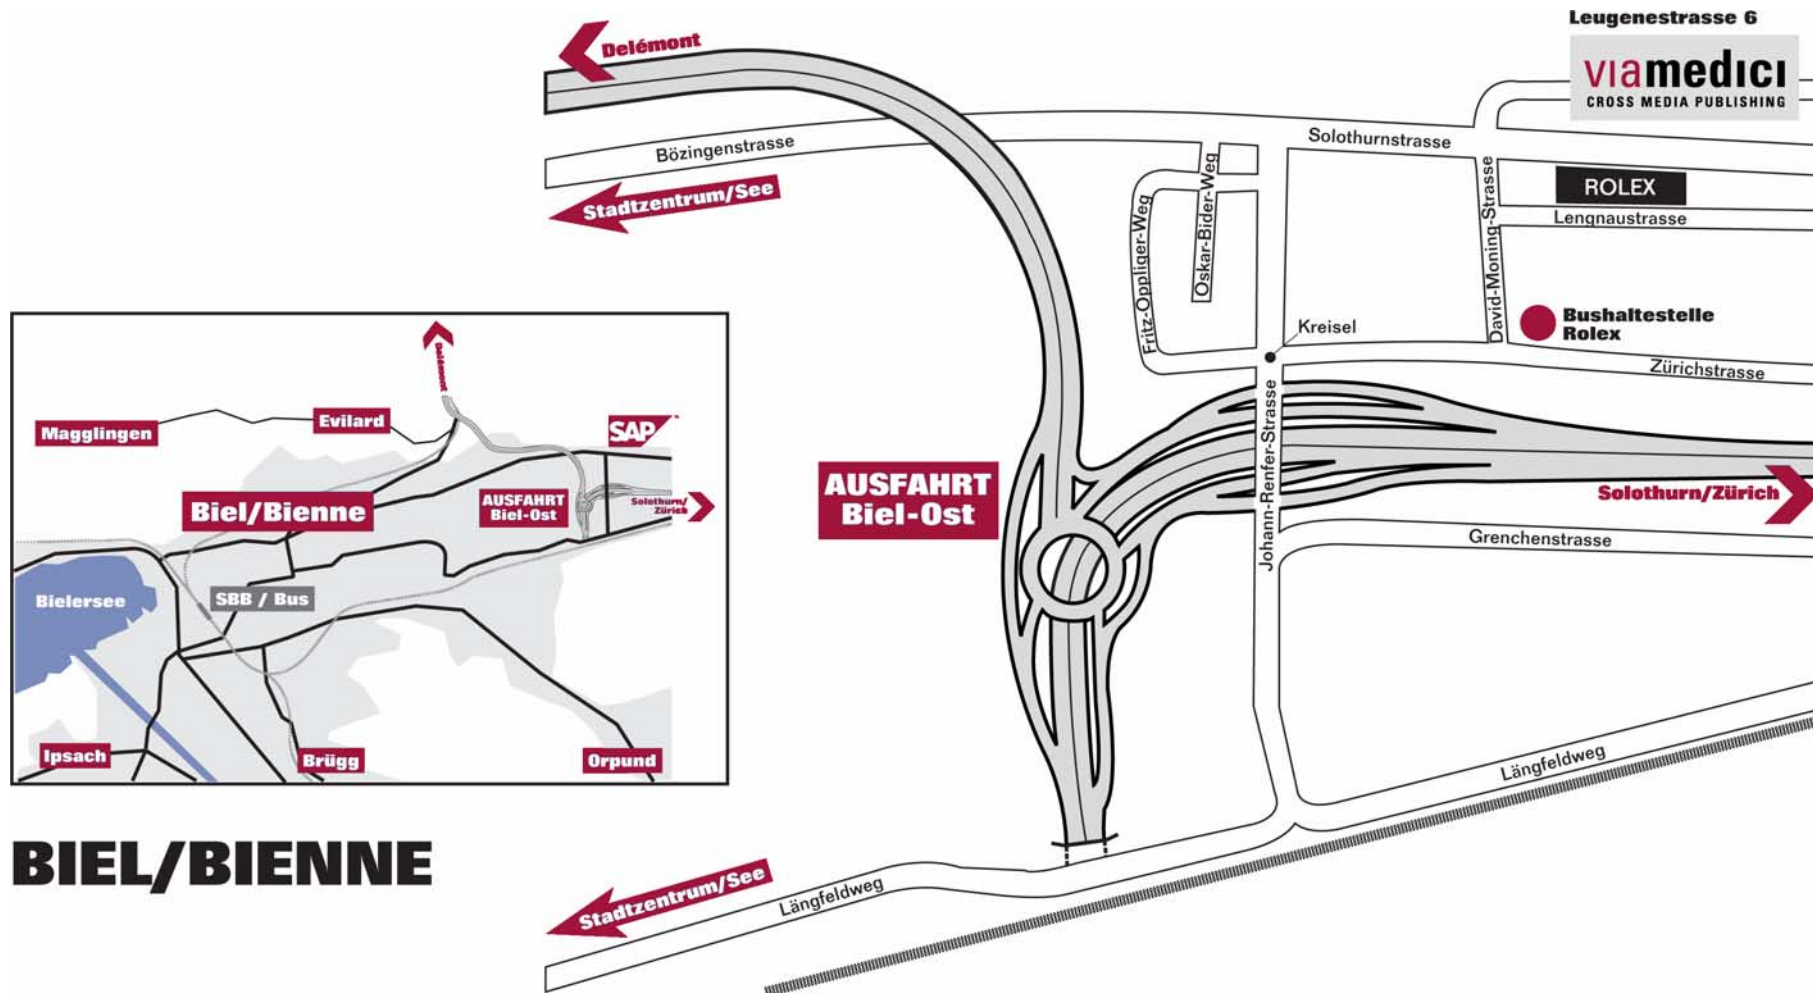 Leugenestrasse 6
viamedici
CROSS MEDIA PUBLISHING
Delémont
Bözingenstrasse
Solothurnstrasse
Stadtzentrum/See
ROLEX
Lengnaustrasse
Fritz-Oppliger-Weg
Oskar-Bider-Weg
David-Moning-Strasse
Bushaltestelle
Rolex
Kreisel
Zürichstrasse
Johann-Renfer-Strasse
AUSFAHRT
Biel-Ost
Solothurn/Zürich
Grenchenstrasse
Längfeldweg
Stadtzentrum/See
Längfeldweg
Delémont
Magglingen
Evilard
SAP
Biel/Bienne
AUSFAHRT
Biel-Ost
Solothurn/
Zürich
Bielersee
SBB / Bus
Ipsach
Brügg
Orpund
BIEL/BIENNE